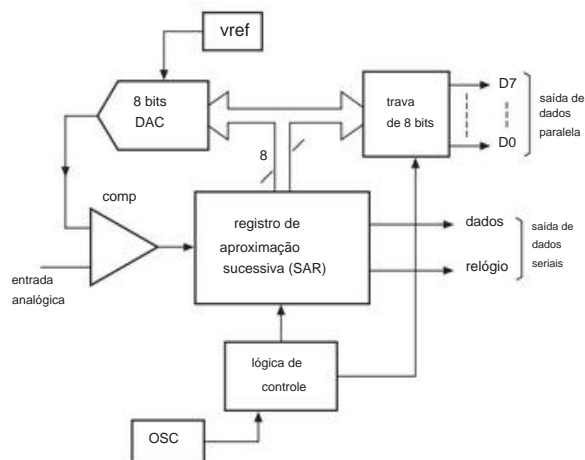 vref
8 bits
DAC
trava
de 8 bits
D7
D0
saída de
dados
paralela
8
comp
registro de
aproximação
sucessiva (SAR)
dados
relógio
saída de
dados
seriais
entrada
analógica
lógica de
controle
OSC